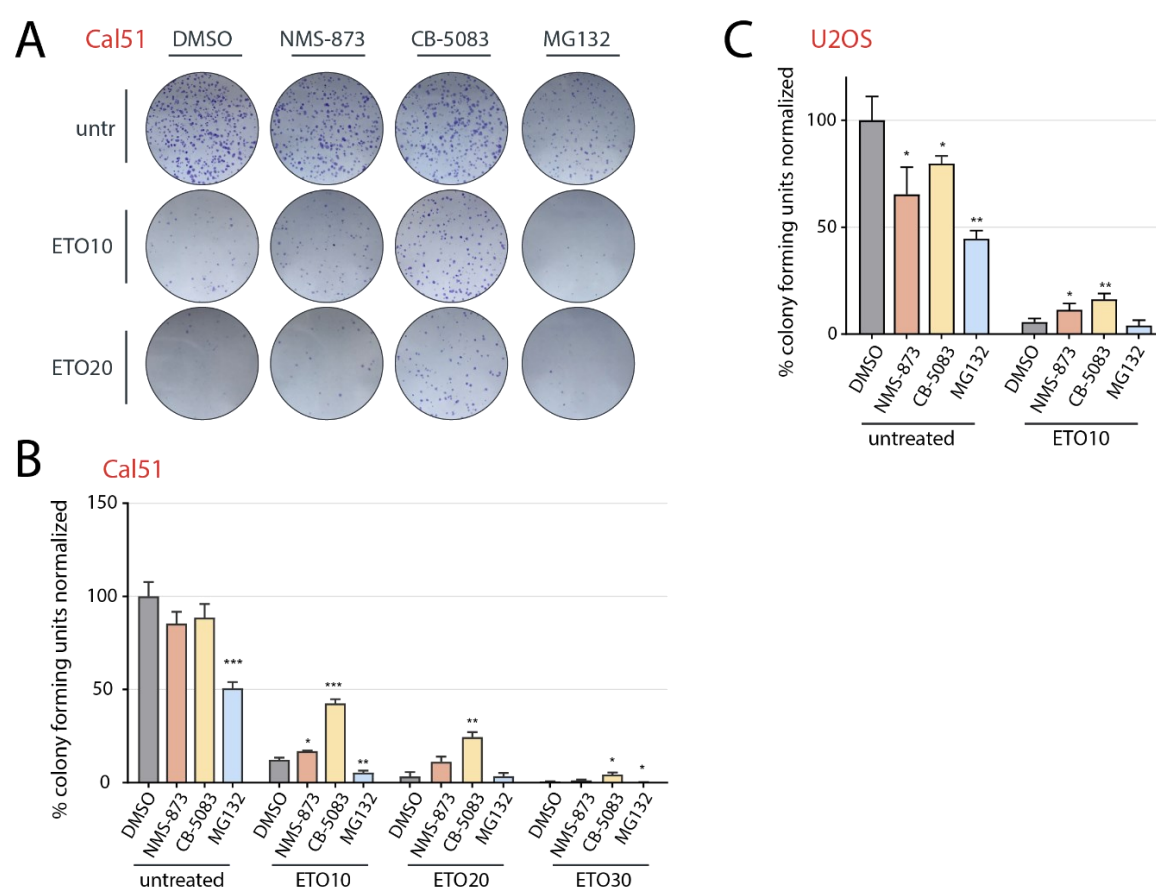 A
Cal51
DMSO
NMS-873
CB-5083
MG132
untr
ETO10
ETO20
B
Cal51
% colony forming units normalized
150
100
50
0
***
*
***
**
**
*
*
DMSO
NMS-873
CB-5083
MG132
DMSO
NMS-873
CB-5083
MG132
DMSO
NMS-873
CB-5083
MG132
DMSO
NMS-873
CB-5083
MG132
untreated
ETO10
ETO20
ETO30
C
U2OS
% colony forming units normalized
100
50
0
*
*
**
*
**
DMSO
NMS-873
CB-5083
MG132
DMSO
NMS-873
CB-5083
MG132
untreated
ETO10